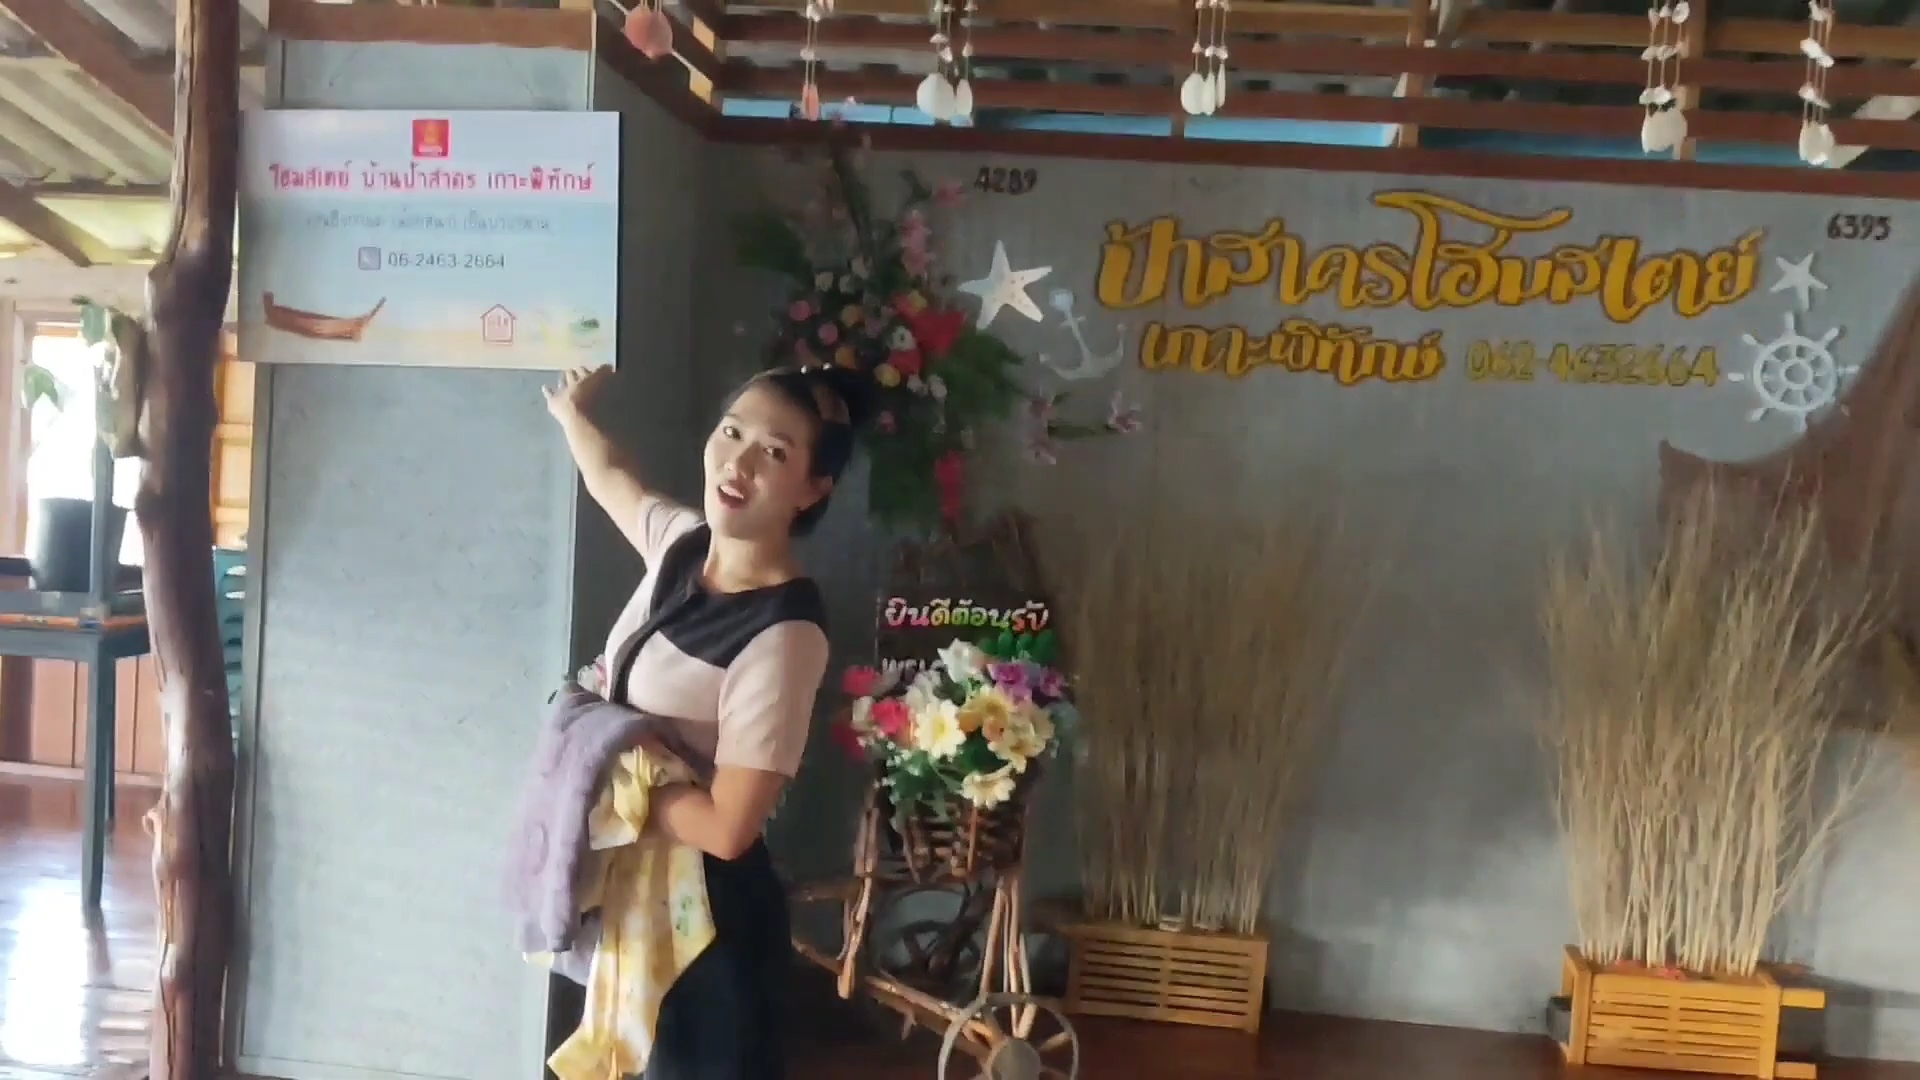 โฮมสเตย์ บ้านป้าสาคร เกาะพิทักษ์
06-2463-2664
4289
6395
ป้าสาครโฮมสเตย์
เกาะพิทักษ์ 062-4632664
ยินดีต้อนรับ